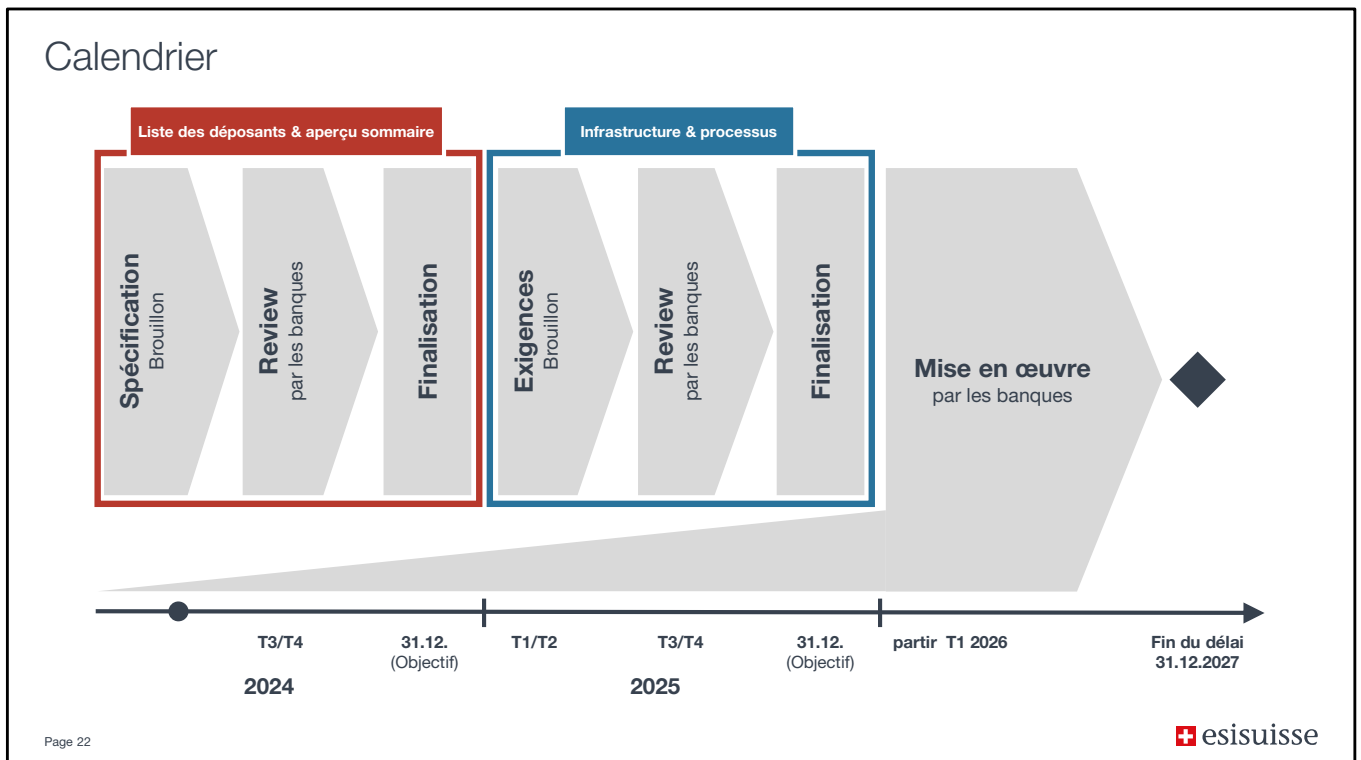 Calendrier
Liste des déposants & aperçu sommaire
Infrastructure & processus
Spécification
Brouillon
Review
par les banques
Finalisation
Exigences
Brouillon
Review
par les banques
Finalisation
Mise en œuvre
par les banques
T3/T4
31.12.
(Objectif)
T1/T2
T3/T4
31.12.
(Objectif)
partir T1 2026
Fin du délai
31.12.2027
2024
2025
Page 22
esisuisse